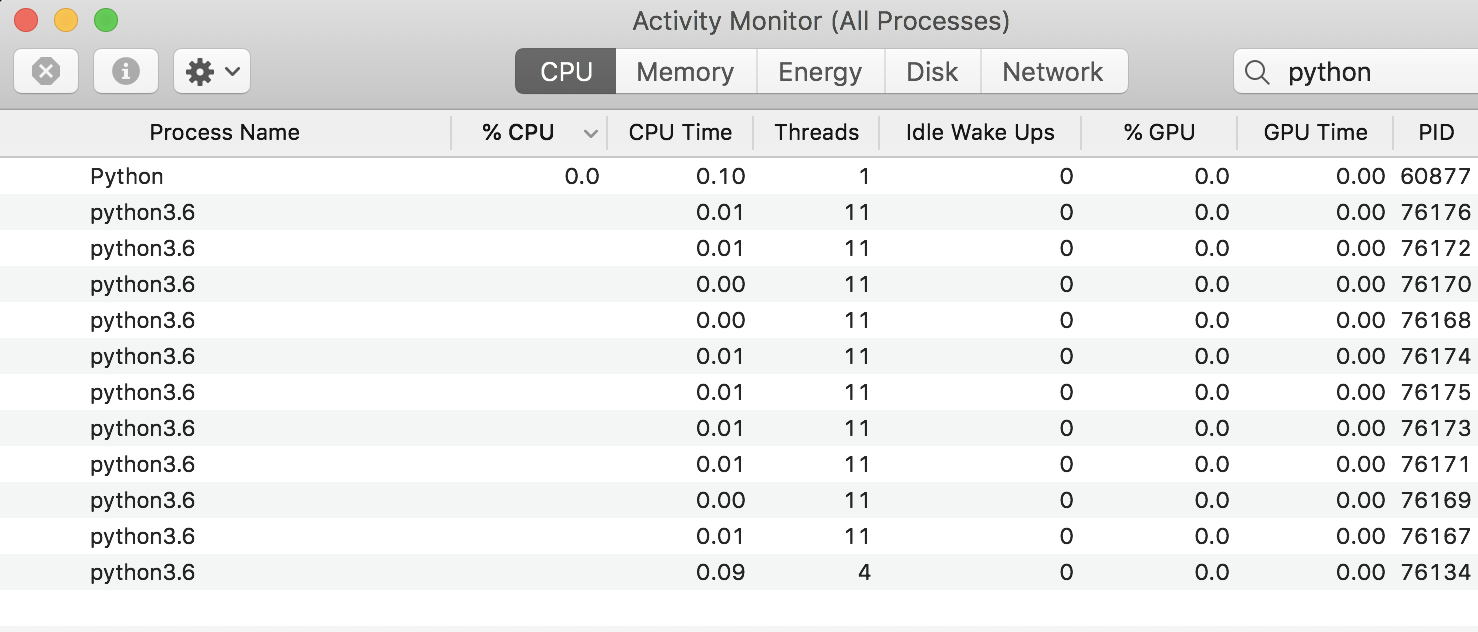 Activity Monitor (All Processes)
CPU Memory Energy Disk Network python
Process Name % CPU CPU Time Threads Idle Wake Ups % GPU GPU Time PID
Python 0.0 0.10 1 0 0.0 0.00 60877
python3.6 0.01 11 0 0.0 0.00 76176
python3.6 0.01 11 0 0.0 0.00 76172
python3.6 0.00 11 0 0.0 0.00 76170
python3.6 0.00 11 0 0.0 0.00 76168
python3.6 0.01 11 0 0.0 0.00 76174
python3.6 0.01 11 0 0.0 0.00 76175
python3.6 0.01 11 0 0.0 0.00 76173
python3.6 0.01 11 0 0.0 0.00 76171
python3.6 0.00 11 0 0.0 0.00 76169
python3.6 0.01 11 0 0.0 0.00 76167
python3.6 0.09 4 0 0.0 0.00 76134